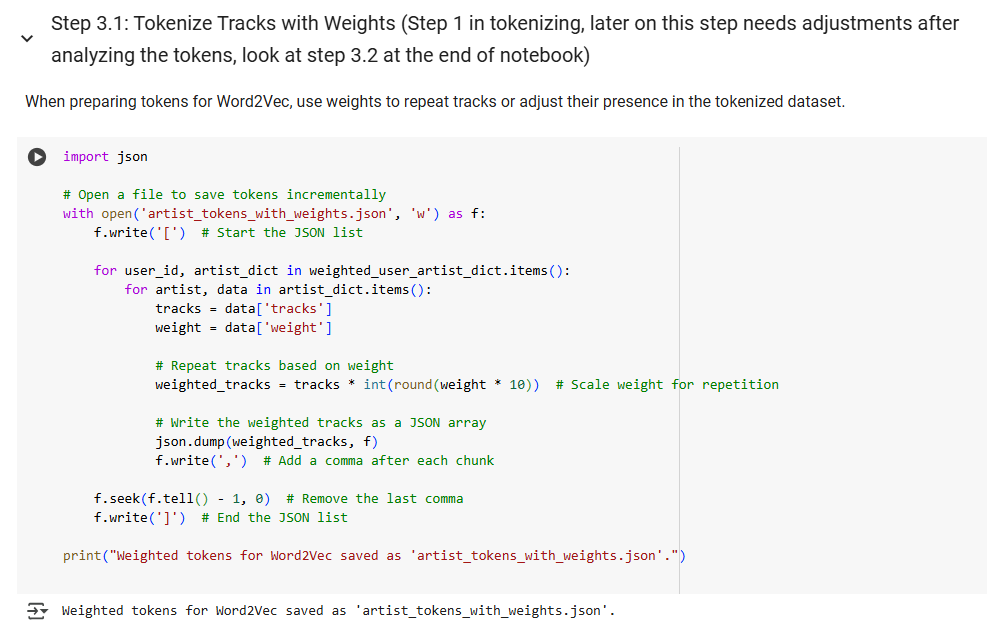 Step 3.1: Tokenize Tracks with Weights (Step 1 in tokenizing, later on this step needs adjustments after
analyzing the tokens, look at step 3.2 at the end of notebook)
When preparing tokens for Word2Vec, use weights to repeat tracks or adjust their presence in the tokenized dataset.
import json
# Open a file to save tokens incrementally
with open('artist_tokens_with_weights.json', 'w') as f:
    f.write('[')  # Start the JSON list
    for user_id, artist_dict in weighted_user_artist_dict.items():
        for artist, data in artist_dict.items():
            tracks = data['tracks']
            weight = data['weight']
            # Repeat tracks based on weight
            weighted_tracks = tracks * int(round(weight * 10))  # Scale weight for repetition
            # Write the weighted tracks as a JSON array
            json.dump(weighted_tracks, f)
            f.write(',')  # Add a comma after each chunk
    f.seek(f.tell() - 1, 0)  # Remove the last comma
    f.write(']')  # End the JSON list
print("Weighted tokens for Word2Vec saved as 'artist_tokens_with_weights.json'.")
Weighted tokens for Word2Vec saved as 'artist_tokens_with_weights.json'.